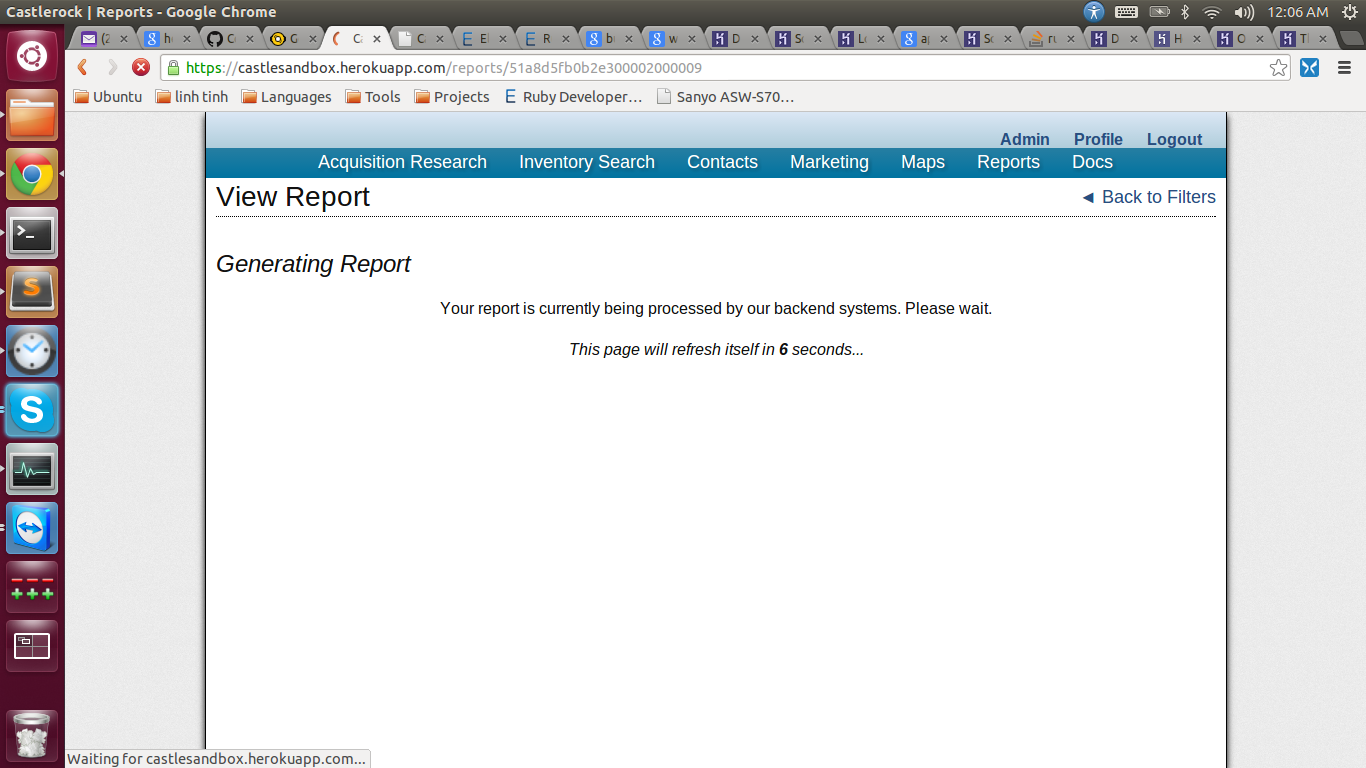 Castlerock | Reports - Google Chrome
12:06 AM
https://castlesandbox.herokuapp.com/reports/51a8d5fb0b2e300002000009
Ubuntu linh tinh Languages Tools Projects Ruby Developer… Sanyo ASW-S70…
Admin Profile Logout
Acquisition Research Inventory Search Contacts Marketing Maps Reports Docs
View Report
◄ Back to Filters
Generating Report
Your report is currently being processed by our backend systems. Please wait.
This page will refresh itself in 6 seconds...
Waiting for castlesandbox.herokuapp.com...